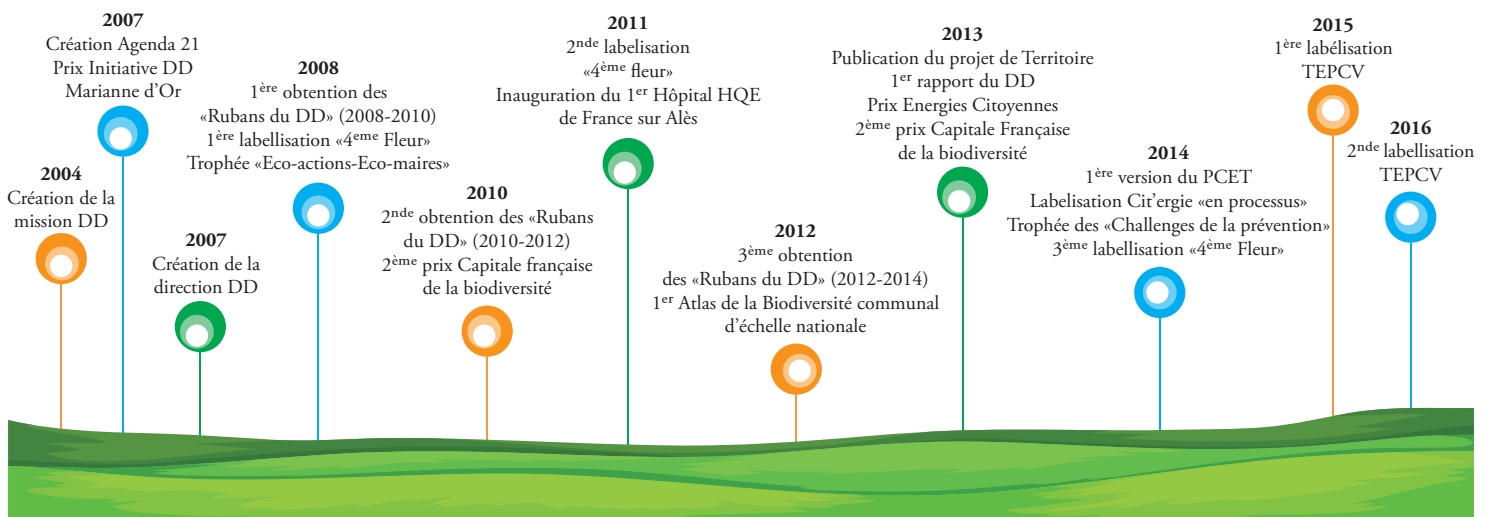 2004
Création de la
mission DD
2007
Création Agenda 21
Prix Initiative DD
Marianne d'Or
2007
Création de la
direction DD
2008
1ère obtention des
«Rubans du DD» (2008-2010)
1ère labellisation «4eme Fleur»
Trophée «Eco-actions-Eco-maires»
2010
2nde obtention des «Rubans
du DD» (2010-2012)
2ème prix Capitale française
de la biodiversité
2011
2nde labelisation
«4ème fleur»
Inauguration du 1er Hôpital HQE
de France sur Alès
2012
3ème obtention
des «Rubans du DD» (2012-2014)
1er Atlas de la Biodiversité communal
d'échelle nationale
2013
Publication du projet de Territoire
1er rapport du DD
Prix Energies Citoyennes
2ème prix Capitale Française
de la biodiversité
2014
1ère version du PCET
Labelisation Cit'ergie «en processus»
Trophée des «Challenges de la prévention»
3ème labellisation «4ème Fleur»
2015
1ère labélisation
TEPCV
2016
2nde labellisation
TEPCV